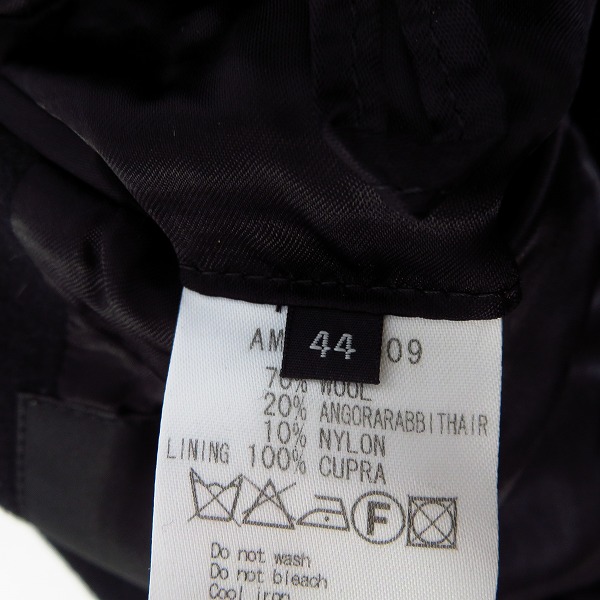 44
AM 09
70% WOOL
20% ANGORARABBITHAIR
10% NYLON
LINING 100% CUPRA
F
Do not wash
Do not bleach
Cool iron